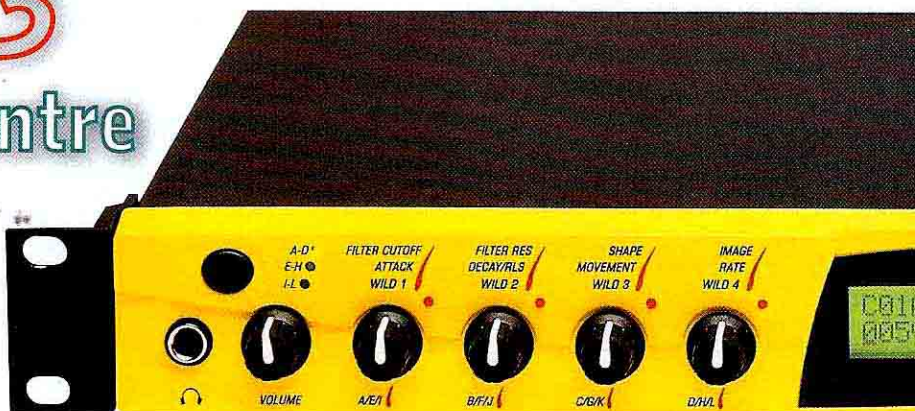 ntre
A-D
E-H
I-L
FILTER CUTOFF
ATTACK
WILD 1
FILTER RES
DECAY/RLS
WILD 2
SHAPE
MOVEMENT
WILD 3
IMAGE
RATE
WILD 4
VOLUME
A/E/I
B/F/J
C/G/K
D/H/L